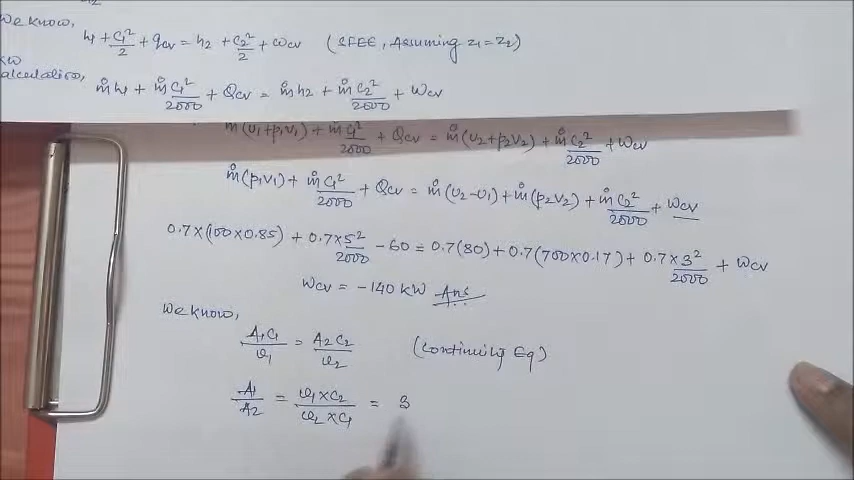 We know,
h₁ + C₁²/2 + qcv = h₂ + C₂²/2 + wcv (SFEE, Assuming z₁ = z₂)
kW
calculation, ṁh₁ + ṁC₁²/2000 + Qcv = ṁh₂ + ṁC₂²/2000 + Wcv
ṁ(u₁+p₁v₁) + ṁC₁²/2000 + Qcv = ṁ(u₂+p₂v₂) + ṁC₂²/2000 + Wcv
ṁ(p₁v₁) + ṁC₁²/2000 + Qcv = ṁ(u₂-u₁) + ṁ(p₂v₂) + ṁC₂²/2000 + Wcv
0.7×(100×0.85) + 0.7×5²/2000 - 60 = 0.7(80) + 0.7(700×0.17) + 0.7×3²/2000 + Wcv
Wcv = -140 kW Ans
We know,
A₁C₁/v₁ = A₂C₂/v₂ (Continuity Eq)
A₁/A₂ = v₁×C₂/v₂×C₁ = 3